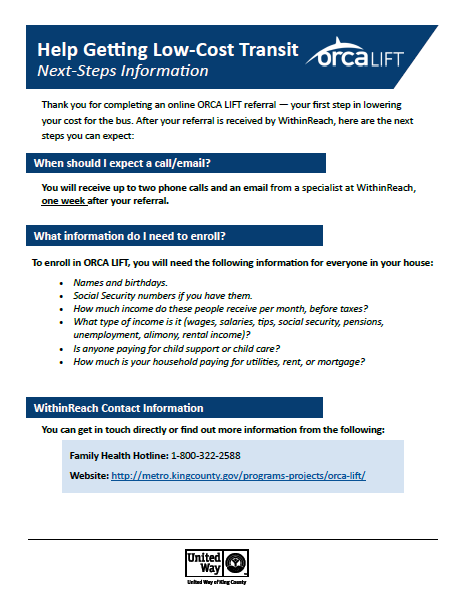 Help Getting Low-Cost Transit
Next-Steps Information
orca LIFT
Thank you for completing an online ORCA LIFT referral — your first step in lowering
your cost for the bus. After your referral is received by WithinReach, here are the next
steps you can expect:
When should I expect a call/email?
You will receive up to two phone calls and an email from a specialist at WithinReach,
one week after your referral.
What information do I need to enroll?
To enroll in ORCA LIFT, you will need the following information for everyone in your house:
• Names and birthdays.
• Social Security numbers if you have them.
• How much income do these people receive per month, before taxes?
• What type of income is it (wages, salaries, tips, social security, pensions,
unemployment, alimony, rental income)?
• Is anyone paying for child support or child care?
• How much is your household paying for utilities, rent, or mortgage?
WithinReach Contact Information
You can get in touch directly or find out more information from the following:
Family Health Hotline: 1-800-322-2588
Website: http://metro.kingcounty.gov/programs-projects/orca-lift/
United
Way
United Way of King County